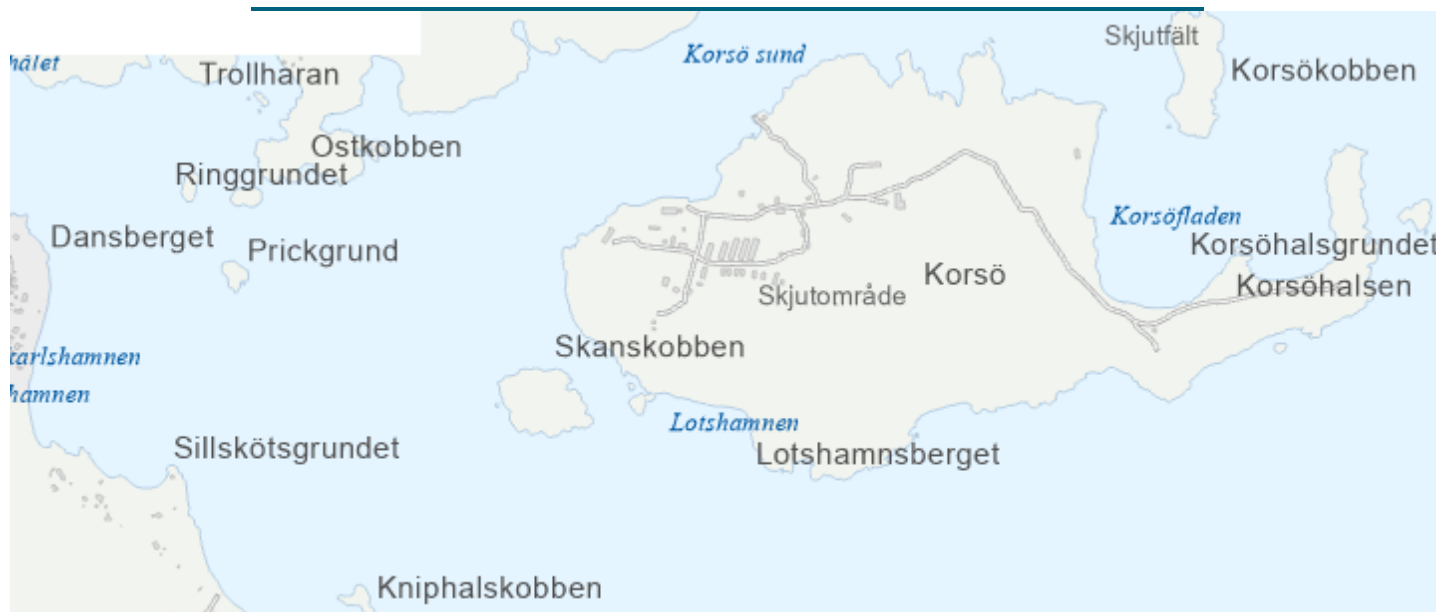 Skjutfält
Korsö sund
Korsökobben
Trollharan
Ostkobben
Ringgrundet
Korsöfladen
Dansberget
Prickgrund
Korsöhalsgrundet
Korsö
Korsöhalsen
Skjutområde
Skanskobben
Lotshamnen
Sillskötsgrundet
Lotshamnsberget
Kniphalskobben